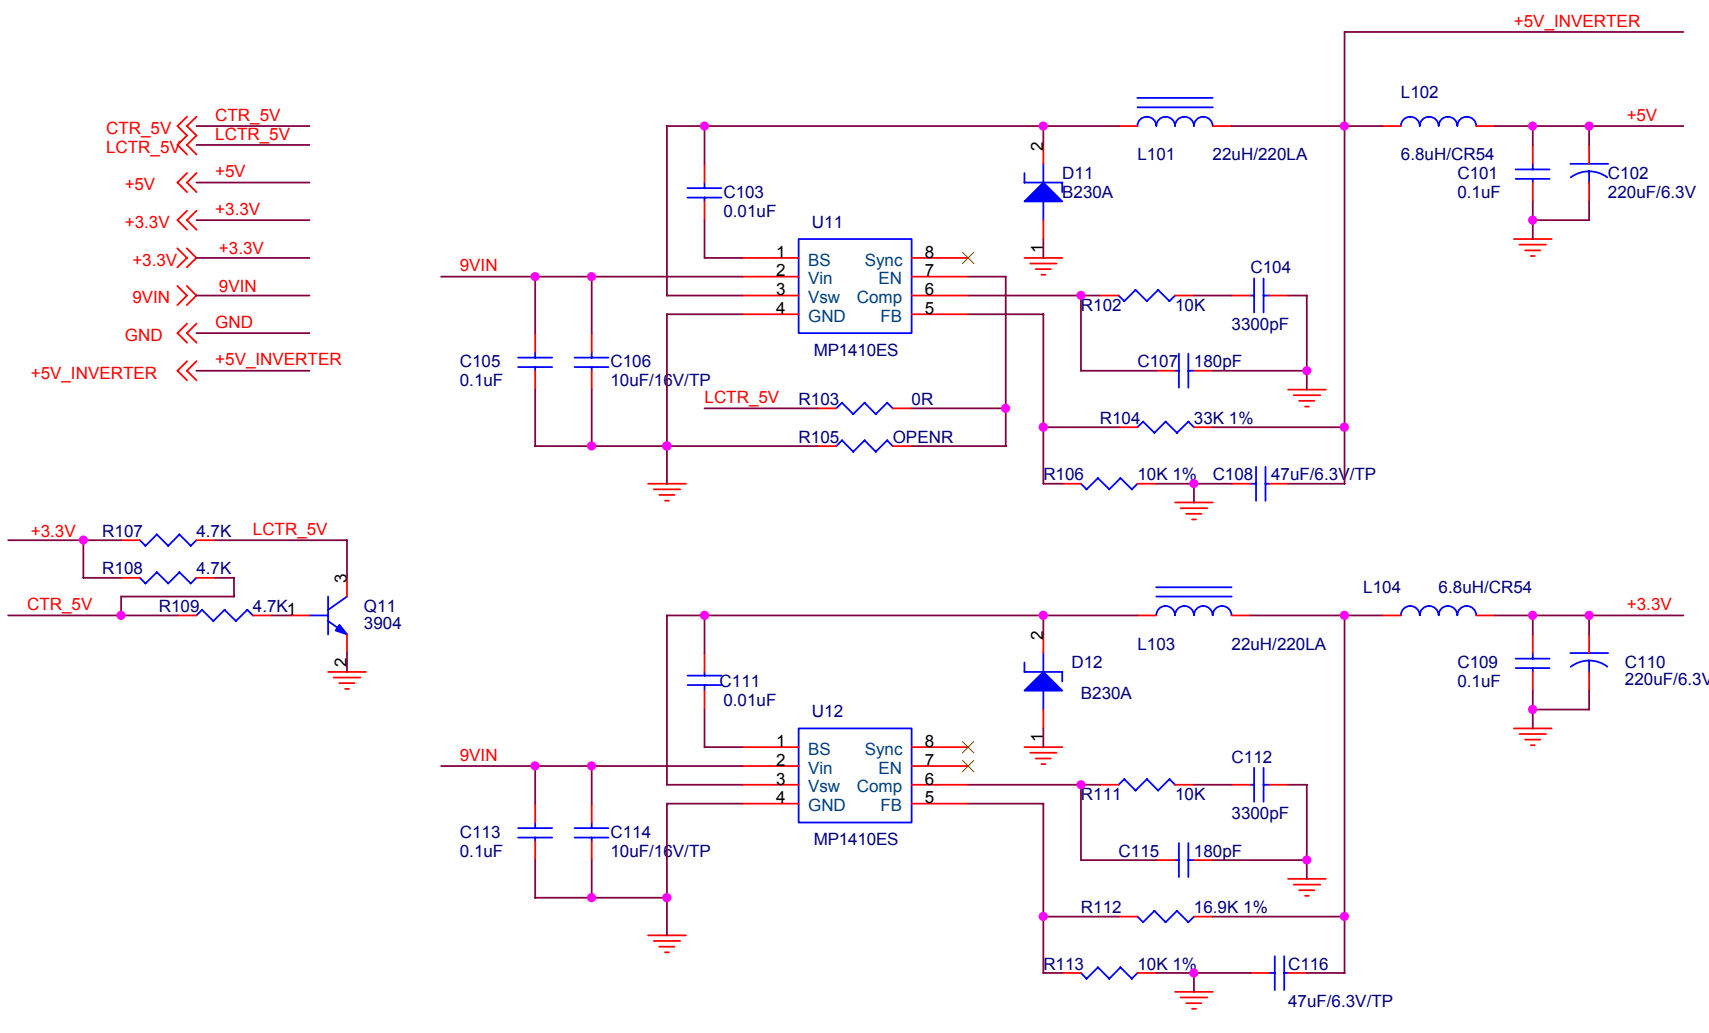 +5V_INVERTER
CTR_5V
CTR_5V
LCTR_5V
LCTR_5V
+5V
+5V
+3.3V
+3.3V
+3.3V
+3.3V
9VIN
9VIN
GND
GND
+5V_INVERTER
+5V_INVERTER
L102
+5V
L101
22uH/220LA
6.8uH/CR54
C101
0.1uF
C102
220uF/6.3V
2
D11
B230A
1
C103
0.01uF
U11
1
BS
Sync
8
2
Vin
EN
7
3
Vsw
Comp
6
4
GND
FB
5
MP1410ES
9VIN
C105
0.1uF
C106
10uF/16V/TP
C104
R102
10K
3300pF
C107
180pF
LCTR_5V
R103
0R
R105
OPENR
R104
33K 1%
R106
10K 1%
C108
47uF/6.3V/TP
+3.3V
R107
4.7K
LCTR_5V
R108
4.7K
3
CTR_5V
R109
4.7K
1
Q11
3904
2
L104
6.8uH/CR54
+3.3V
L103
22uH/220LA
C109
0.1uF
C110
220uF/6.3V
2
D12
B230A
1
C111
0.01uF
U12
1
BS
Sync
8
2
Vin
EN
7
3
Vsw
Comp
6
4
GND
FB
5
MP1410ES
9VIN
C113
0.1uF
C114
10uF/16V/TP
C112
R111
10K
3300pF
C115
180pF
R112
16.9K 1%
R113
10K 1%
C116
47uF/6.3V/TP